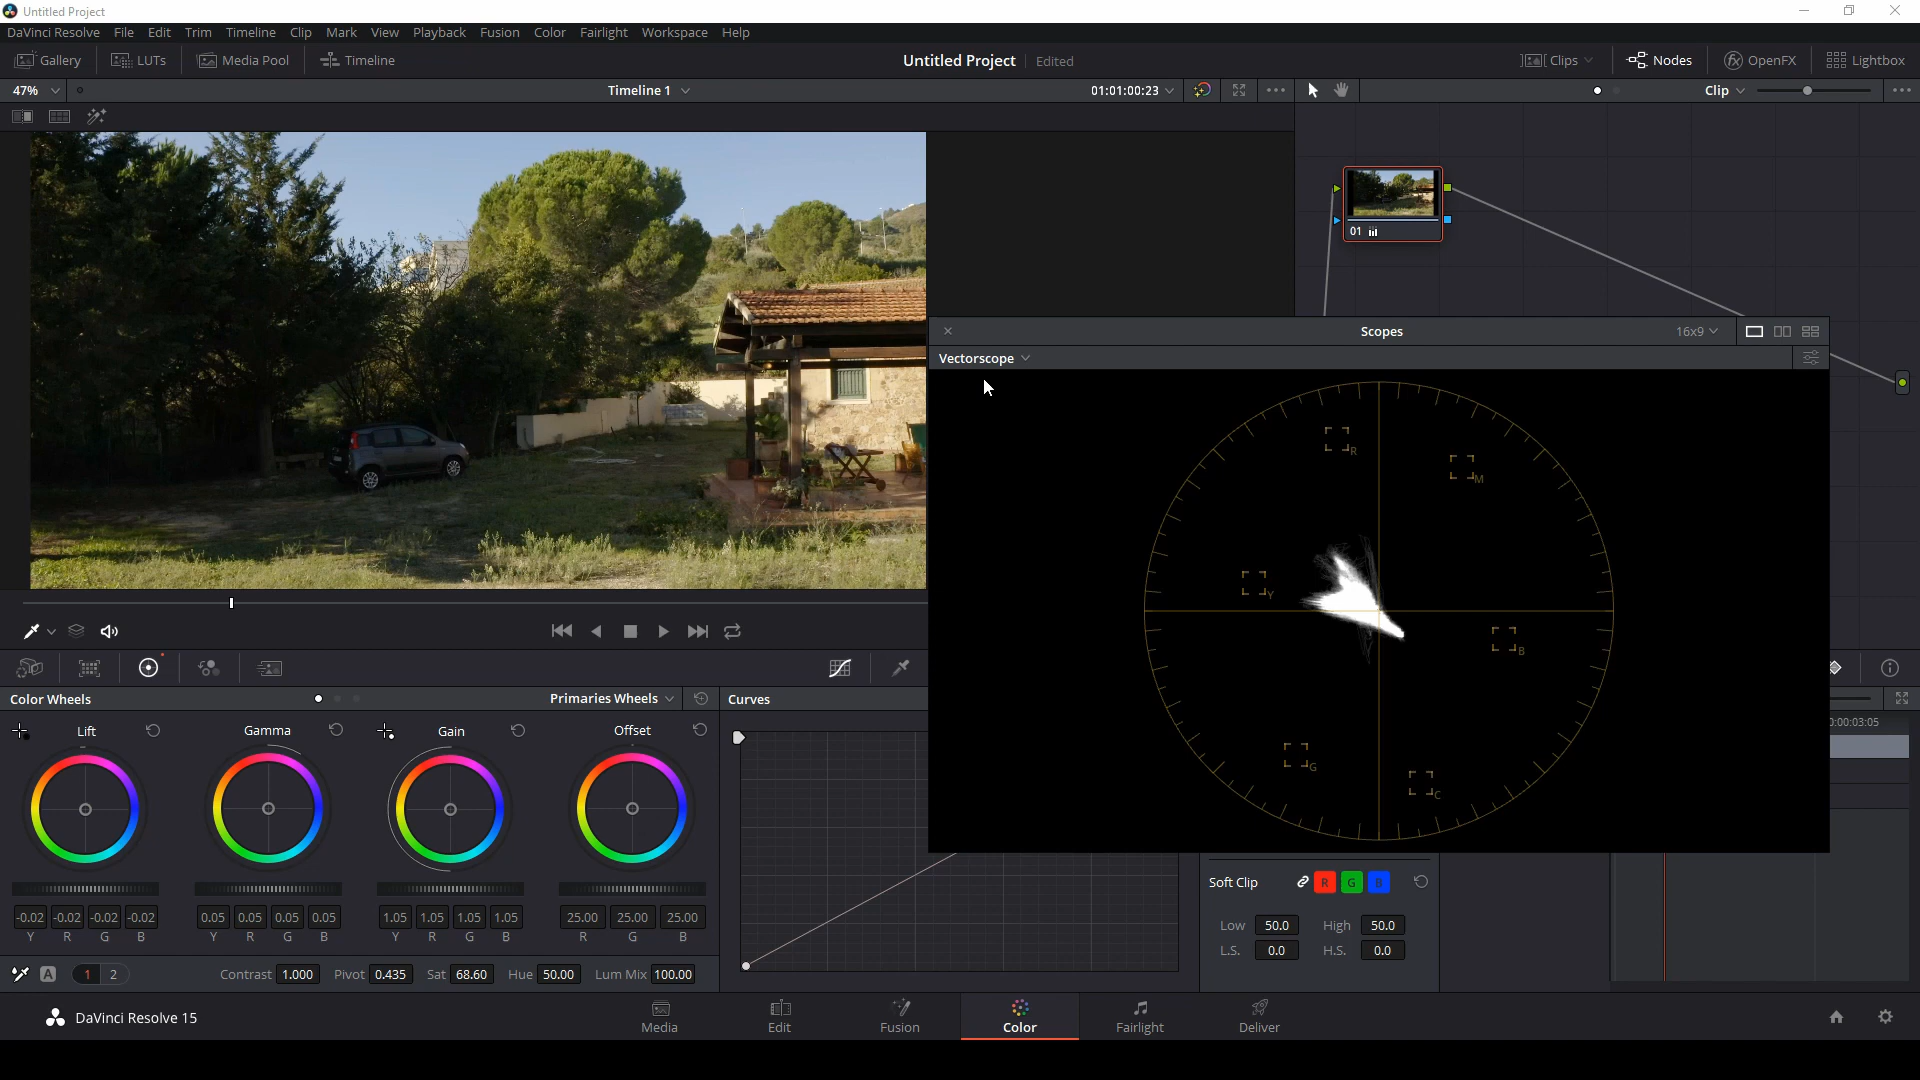 Untitled Project
DaVinci Resolve File Edit Trim Timeline Clip Mark View Playback Fusion Color Fairlight Workspace Help
Gallery LUTs Media Pool Timeline Untitled Project Edited Clips Nodes OpenFX Lightbox
47% Timeline 1 01:01:00:23 Clip
01
Scopes 16x9
Vectorscope
R
M
Y
B
G
C
Color Wheels Primaries Wheels Curves
0:00:03:05
Lift Gamma Gain Offset
-0.02 -0.02 -0.02 -0.02 0.05 0.05 0.05 0.05 1.05 1.05 1.05 1.05 25.00 25.00 25.00
Y R G B Y R G B Y R G B R G B
Soft Clip R G B
Low 50.0 High 50.0
L.S. 0.0 H.S. 0.0
A 1 2 Contrast 1.000 Pivot 0.435 Sat 68.60 Hue 50.00 Lum Mix 100.00
DaVinci Resolve 15 Media Edit Fusion Color Fairlight Deliver